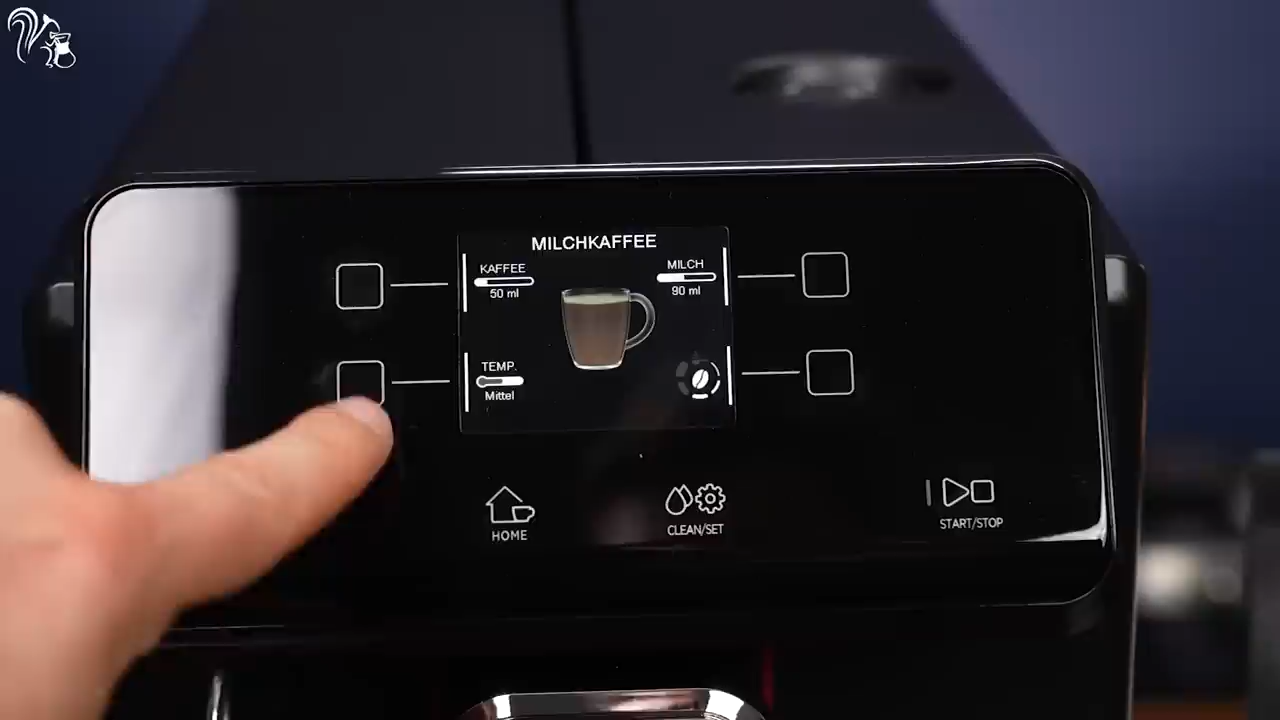 MILCHKAFFEE
KAFFEE
50 ml
MILCH
90 ml
TEMP.
Mittel
HOME
CLEAN/SET
START/STOP